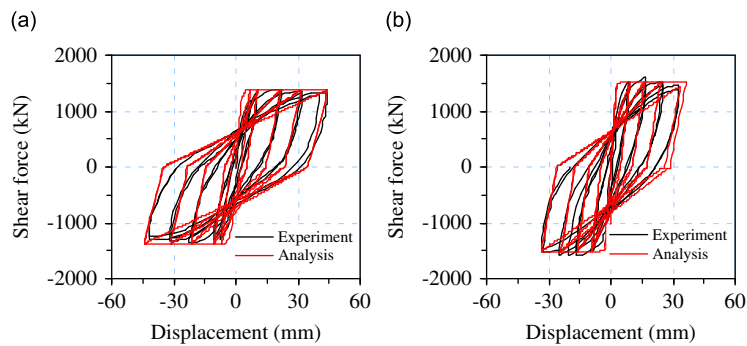 (a)
(b)
2000
1000
0
-1000
-2000
Shear force (kN)
Experiment
Analysis
-60 -30 0 30 60
Displacement (mm)
2000
1000
0
-1000
-2000
Shear force (kN)
Experiment
Analysis
-60 -30 0 30 60
Displacement (mm)